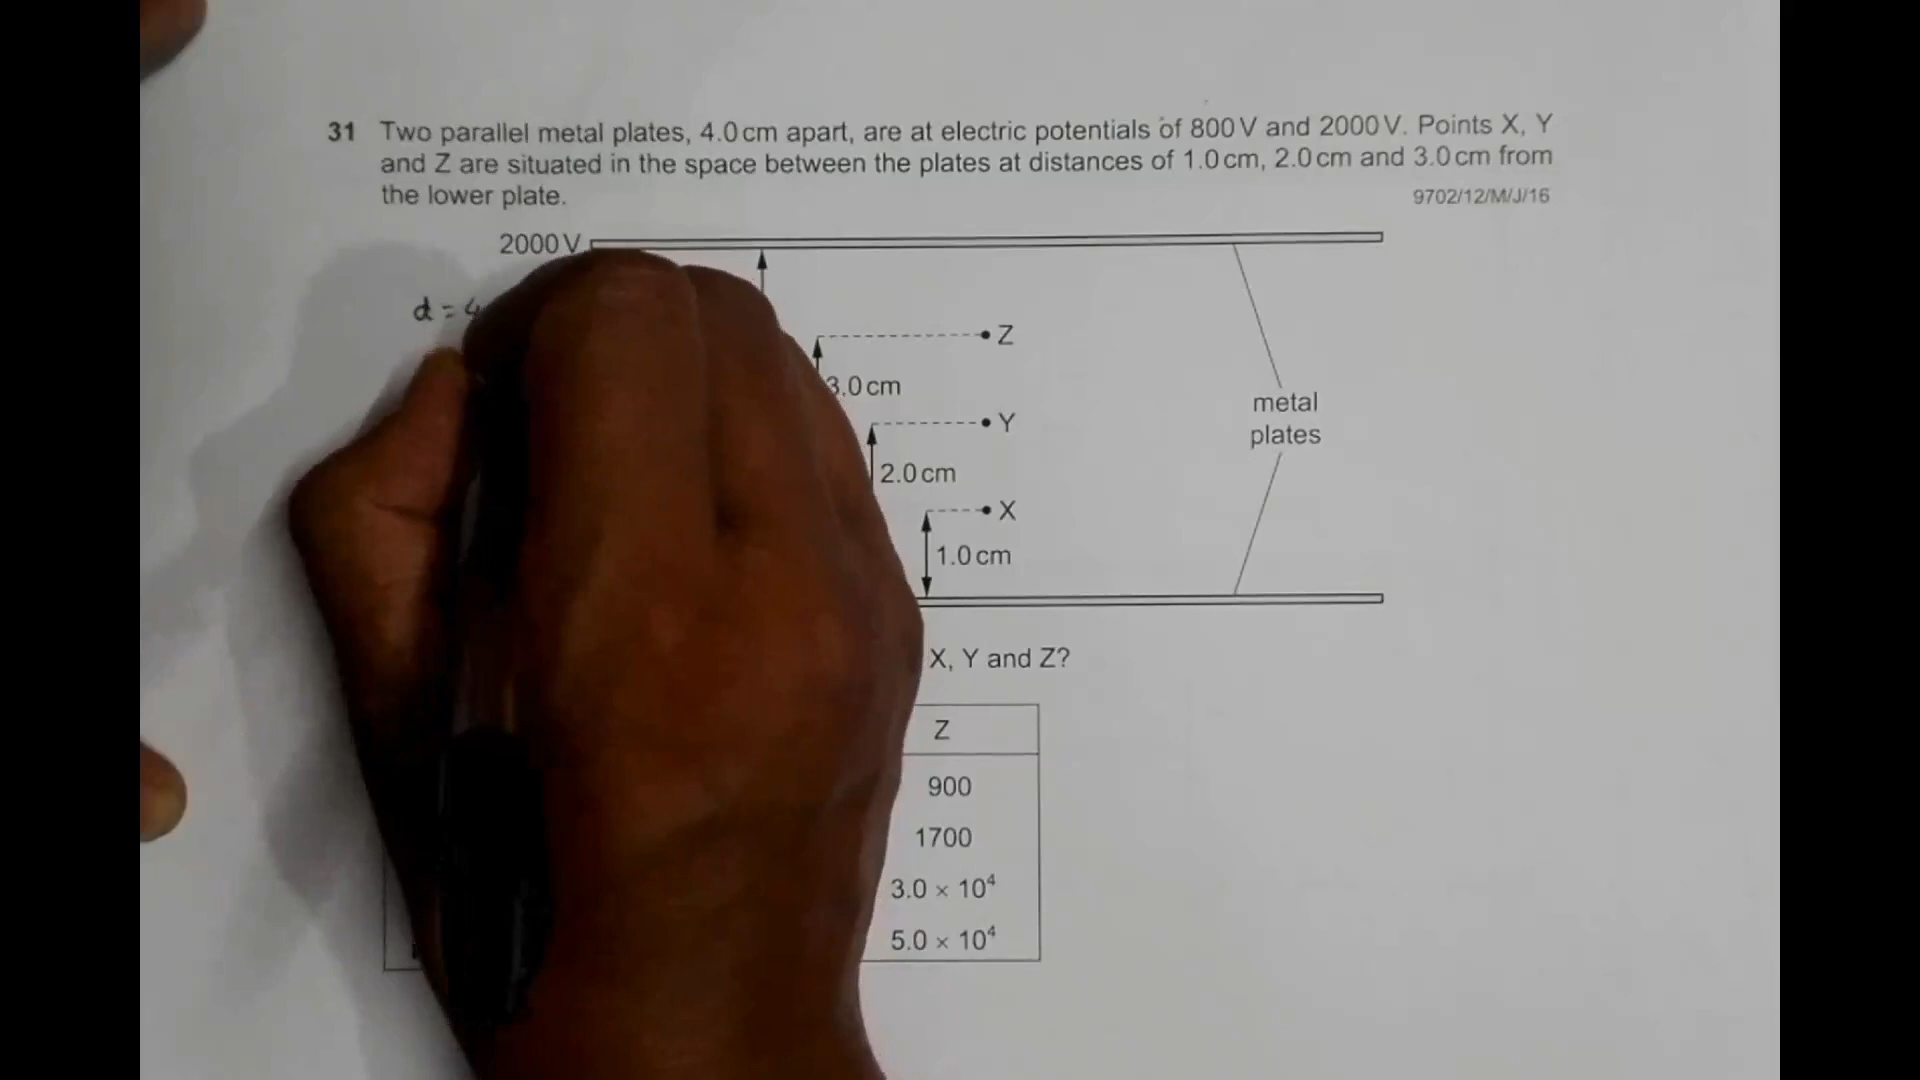 31 Two parallel metal plates, 4.0 cm apart, are at electric potentials of 800 V and 2000 V. Points X, Y
and Z are situated in the space between the plates at distances of 1.0 cm, 2.0 cm and 3.0 cm from
the lower plate.
9702/12/M/J/16
2000 V
d = 4
Z
3.0 cm
Y
metal
plates
2.0 cm
X
1.0 cm
X, Y and Z?
Z
900
1700
3.0 × 10⁴
5.0 × 10⁴